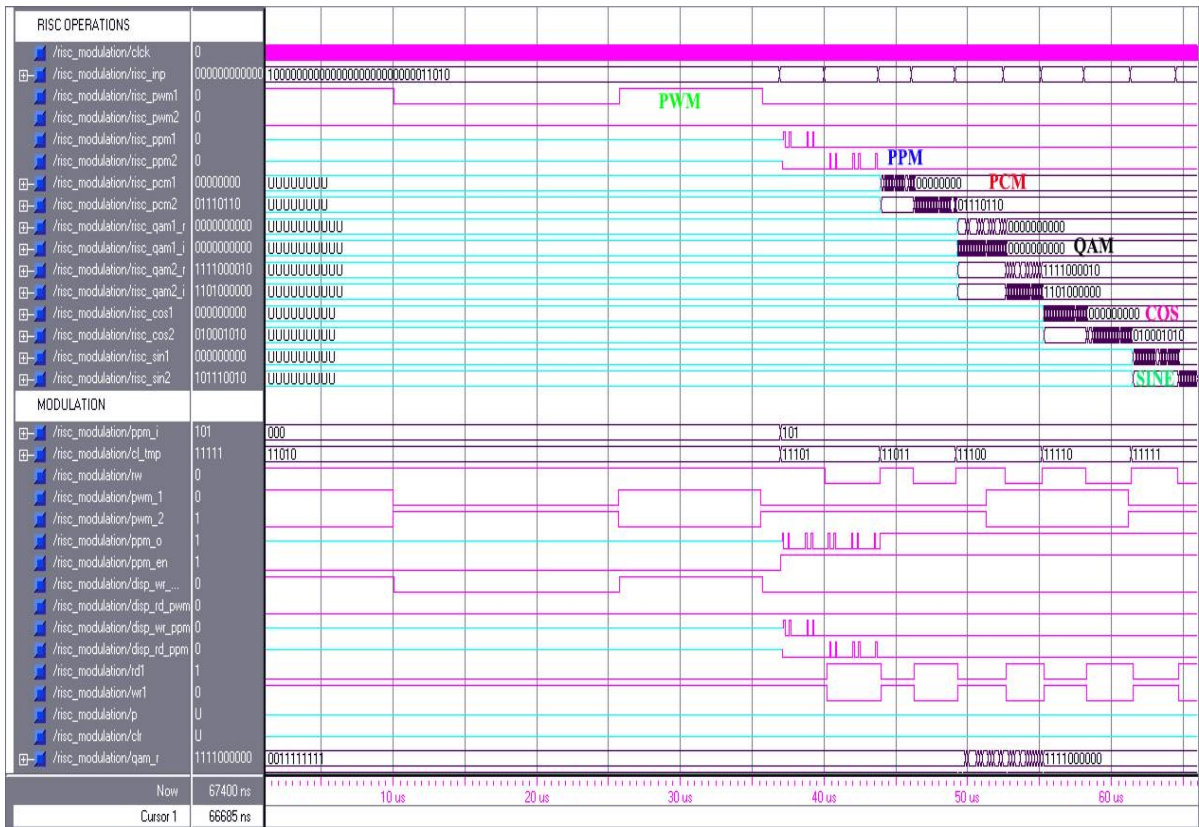 RISC OPERATIONS
/risc_modulation/clck 0
/risc_modulation/risc_inp 000000000000 10000000000000000000000000011010
/risc_modulation/risc_pwm1 0
PWM
/risc_modulation/risc_pwm2 0
/risc_modulation/risc_ppm1 0
/risc_modulation/risc_ppm2 0 PPM
/risc_modulation/risc_pcm1 00000000 UUUUUUUU 00000000 PCM
/risc_modulation/risc_pcm2 01110110 UUUUUUUU 01110110
/risc_modulation/risc_qam1_r 0000000000 UUUUUUUUUU 0000000000
/risc_modulation/risc_qam1_i 0000000000 UUUUUUUUUU 0000000000 QAM
/risc_modulation/risc_qam2_r 1111000010 UUUUUUUUUU 1111000010
/risc_modulation/risc_qam2_i 1101000000 UUUUUUUUUU 1101000000
/risc_modulation/risc_cos1 000000000 UUUUUUUUU 000000000 COS
/risc_modulation/risc_cos2 010001010 UUUUUUUUU 010001010
/risc_modulation/risc_sin1 000000000 UUUUUUUUU
/risc_modulation/risc_sin2 101110010 UUUUUUUUU SINE
MODULATION
/risc_modulation/ppm_i 101 000 101
/risc_modulation/cl_tmp 11111 11010 11101 11011 11100 11110 11111
/risc_modulation/rw 0
/risc_modulation/pwm_1 0
/risc_modulation/pwm_2 1
/risc_modulation/ppm_o 1
/risc_modulation/ppm_en 1
/risc_modulation/disp_wr_... 0
/risc_modulation/disp_rd_pwm 0
/risc_modulation/disp_wr_ppm 0
/risc_modulation/disp_rd_ppm 0
/risc_modulation/rd1 1
/risc_modulation/wr1 0
/risc_modulation/p U
/risc_modulation/clr U
/risc_modulation/qam_r 1111000000 0011111111 1111000000
Now 67400 ns 10 us 20 us 30 us 40 us 50 us 60 us
Cursor 1 66685 ns